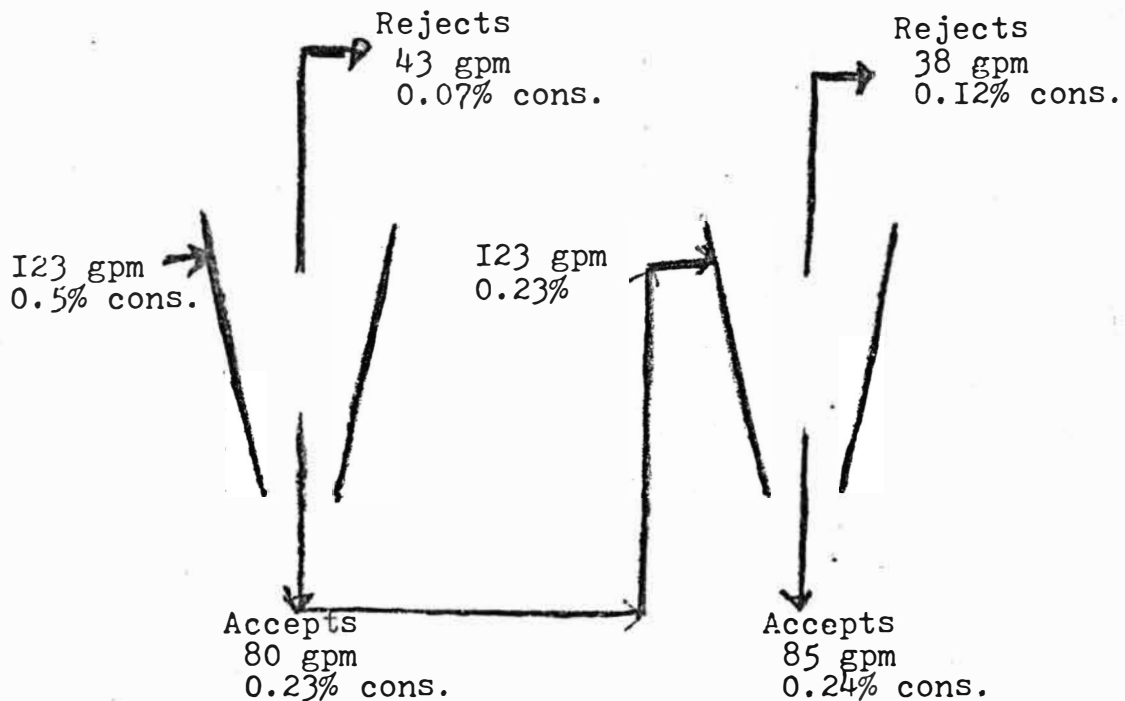 Rejects
43 gpm
0.07% cons.
Rejects
38 gpm
0.I2% cons.
I23 gpm
0.5% cons.
I23 gpm
0.23%
Accepts
80 gpm
0.23% cons.
Accepts
85 gpm
0.24% cons.